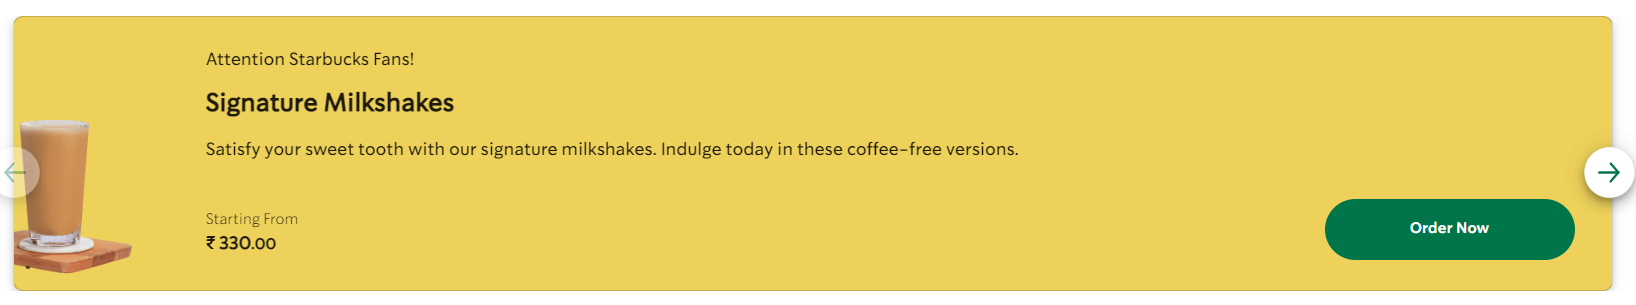 Attention Starbucks Fans!
Signature Milkshakes
Satisfy your sweet tooth with our signature milkshakes. Indulge today in these coffee-free versions.
Starting From
₹ 330.00
Order Now